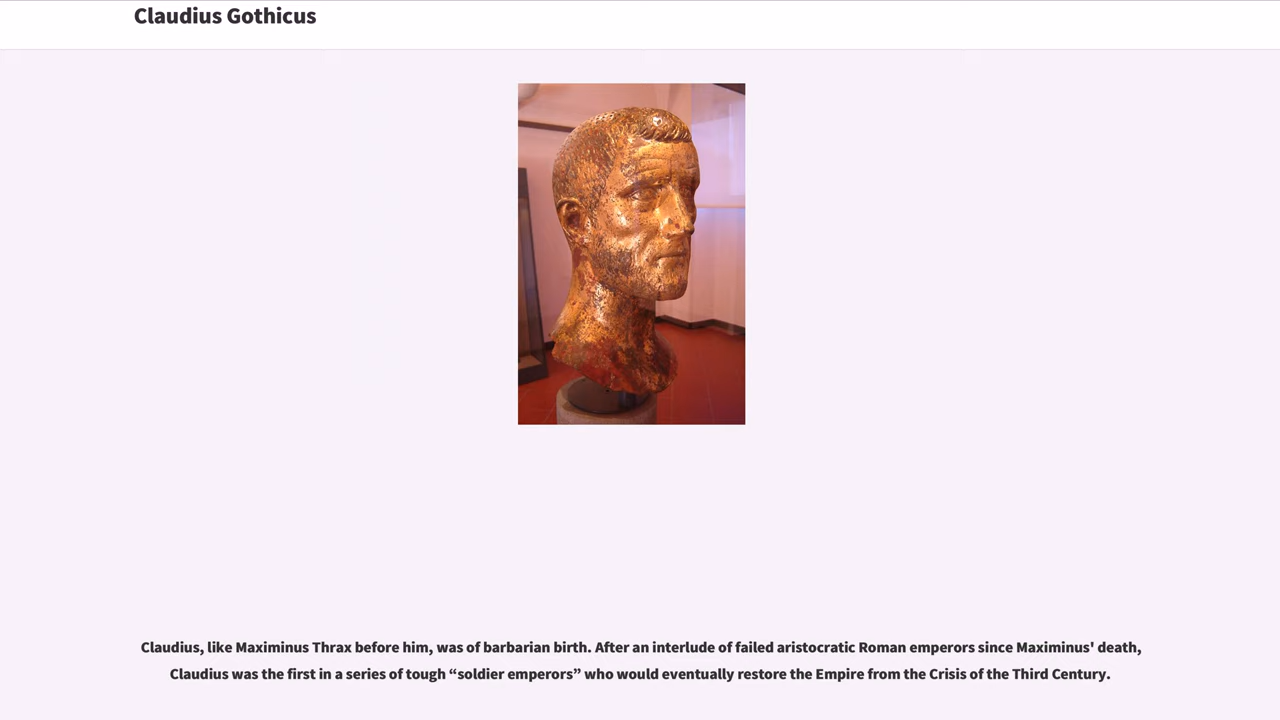 Claudius Gothicus
Claudius, like Maximinus Thrax before him, was of barbarian birth. After an interlude of failed aristocratic Roman emperors since Maximinus' death,
Claudius was the first in a series of tough “soldier emperors” who would eventually restore the Empire from the Crisis of the Third Century.